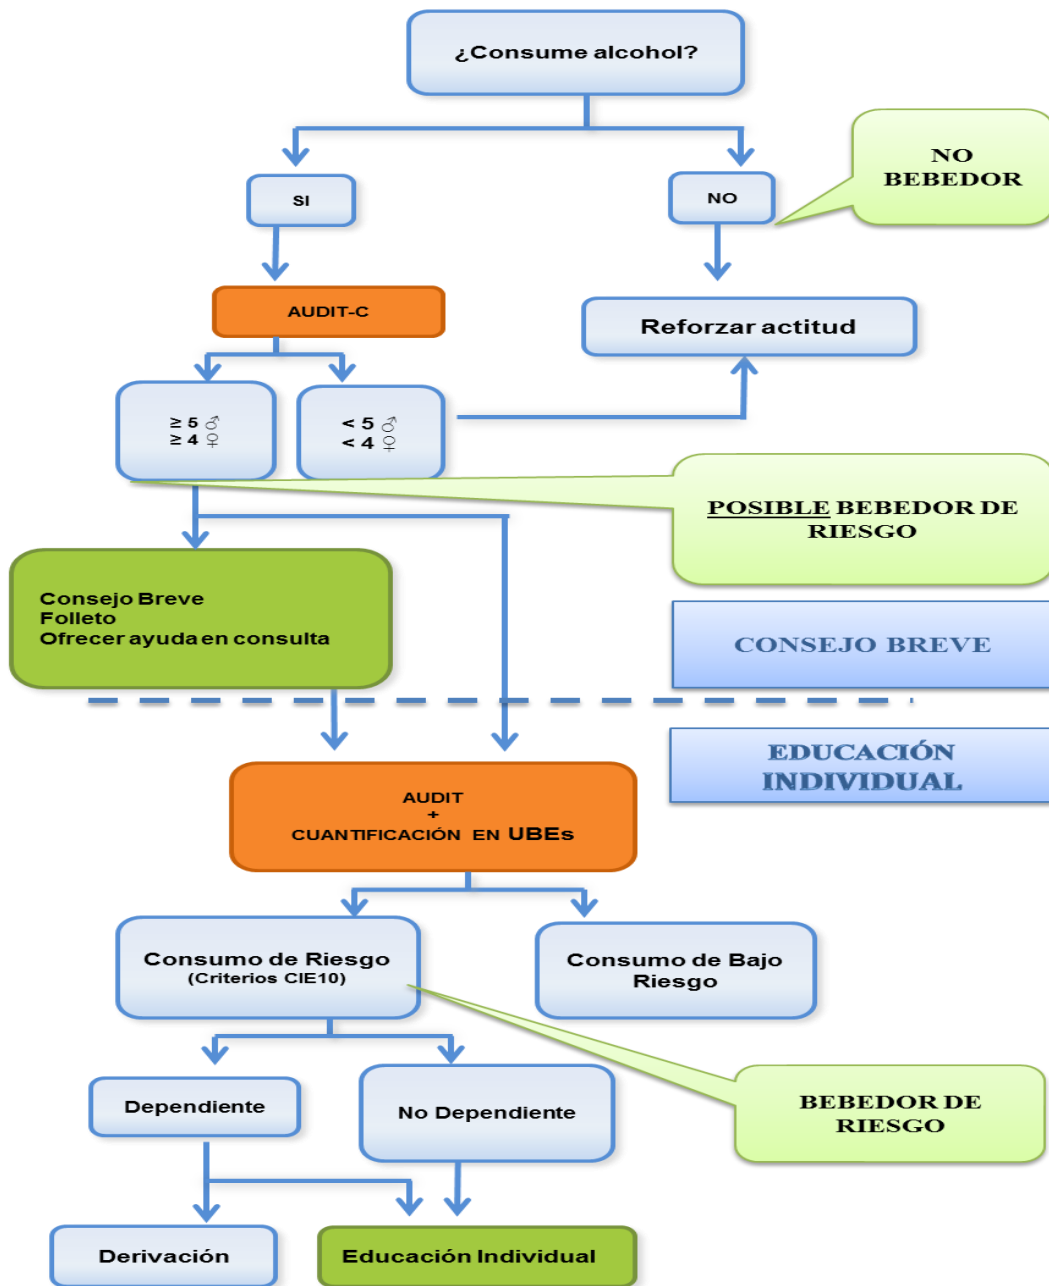 ¿Consume alcohol?
NO
BEBEDOR
SI
NO
AUDIT-C
Reforzar actitud
≥ 5 ♂
≥ 4 ♀
< 5 ♂
< 4 ♀
POSIBLE BEBEDOR DE
RIESGO
Consejo Breve
Folleto
Ofrecer ayuda en consulta
CONSEJO BREVE
EDUCACIÓN
INDIVIDUAL
AUDIT
+
CUANTIFICACIÓN EN UBEs
Consumo de Riesgo
(Criterios CIE10)
Consumo de Bajo
Riesgo
Dependiente
No Dependiente
BEBEDOR DE
RIESGO
Derivación
Educación Individual